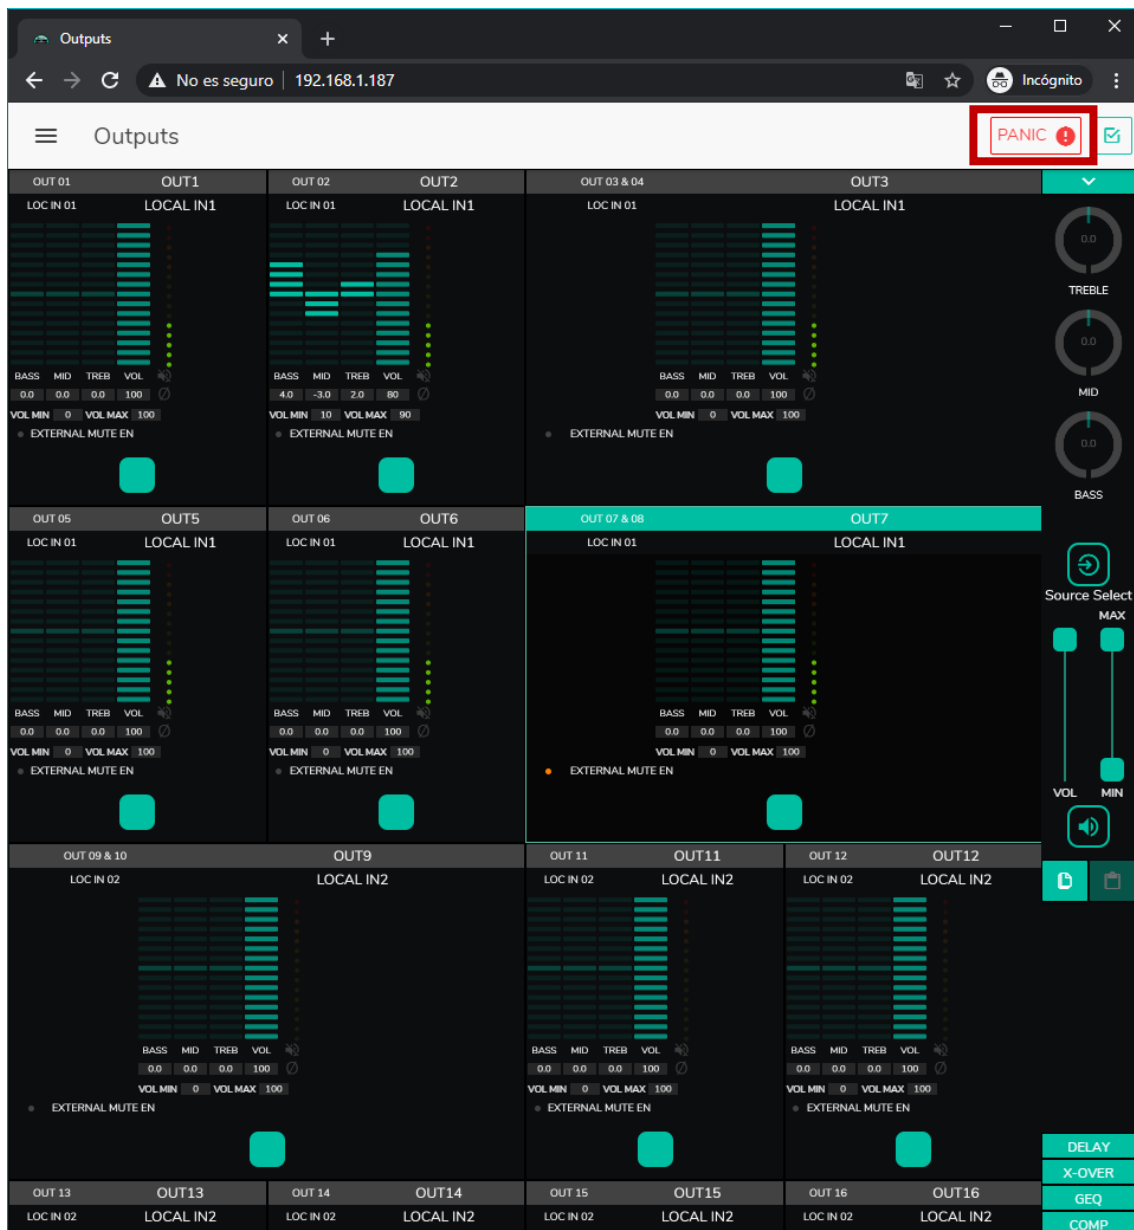 Outputs
No es seguro 192.168.1.187 Incógnito
Outputs PANIC
OUT 01 OUT1 OUT 02 OUT2 OUT 03 & 04 OUT3
LOC IN 01 LOCAL IN1 LOC IN 01 LOCAL IN1 LOC IN 01 LOCAL IN1
0.0
TREBLE
0.0
BASS MID TREB VOL BASS MID TREB VOL BASS MID TREB VOL
0.0 0.0 0.0 100 4.0 -3.0 2.0 80 0.0 0.0 0.0 100 MID
VOL MIN 0 VOL MAX 100 VOL MIN 10 VOL MAX 90 VOL MIN 0 VOL MAX 100
EXTERNAL MUTE EN EXTERNAL MUTE EN EXTERNAL MUTE EN
0.0
BASS
OUT 05 OUT5 OUT 06 OUT6 OUT 07 & 08 OUT7
LOC IN 01 LOCAL IN1 LOC IN 01 LOCAL IN1 LOC IN 01 LOCAL IN1
Source Select
MAX
BASS MID TREB VOL BASS MID TREB VOL BASS MID TREB VOL
0.0 0.0 0.0 100 0.0 0.0 0.0 100 0.0 0.0 0.0 100
VOL MIN 0 VOL MAX 100 VOL MIN 0 VOL MAX 100 VOL MIN 0 VOL MAX 100
EXTERNAL MUTE EN EXTERNAL MUTE EN EXTERNAL MUTE EN
VOL MIN
OUT 09 & 10 OUT9 OUT 11 OUT11 OUT 12 OUT12
LOC IN 02 LOCAL IN2 LOC IN 02 LOCAL IN2 LOC IN 02 LOCAL IN2
BASS MID TREB VOL BASS MID TREB VOL BASS MID TREB VOL
0.0 0.0 0.0 100 0.0 0.0 0.0 100 0.0 0.0 0.0 100
VOL MIN 0 VOL MAX 100 VOL MIN 0 VOL MAX 100 VOL MIN 0 VOL MAX 100
EXTERNAL MUTE EN EXTERNAL MUTE EN EXTERNAL MUTE EN
DELAY
X-OVER
OUT 13 OUT13 OUT 14 OUT14 OUT 15 OUT15 OUT 16 OUT16 GEQ
LOC IN 02 LOCAL IN2 LOC IN 02 LOCAL IN2 LOC IN 02 LOCAL IN2 LOC IN 02 LOCAL IN2 COMP